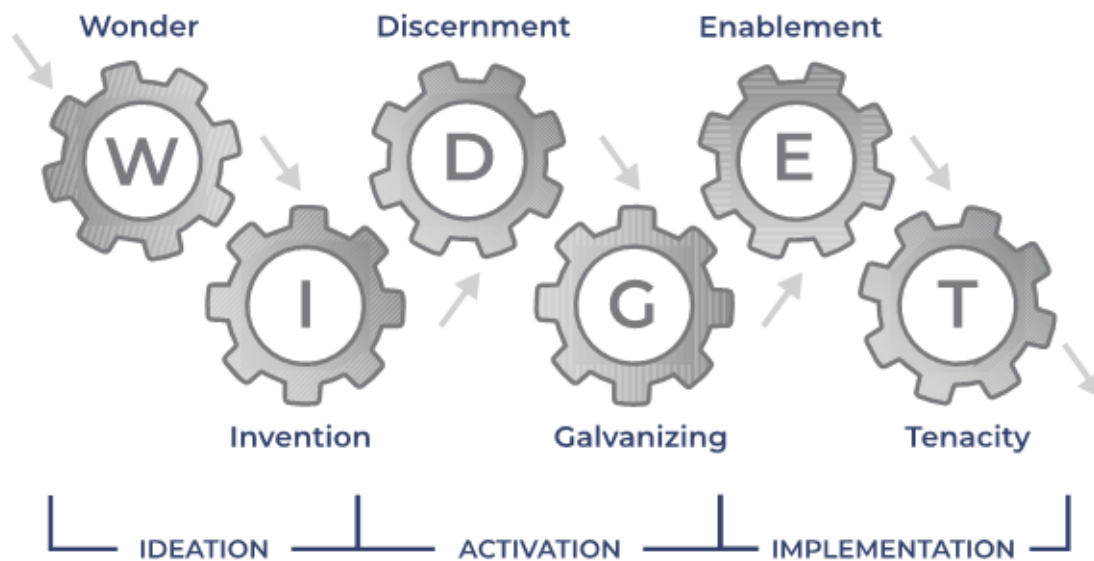 Wonder
Discernment
Enablement
W
D
E
I
G
T
Invention
Galvanizing
Tenacity
IDEATION
ACTIVATION
IMPLEMENTATION